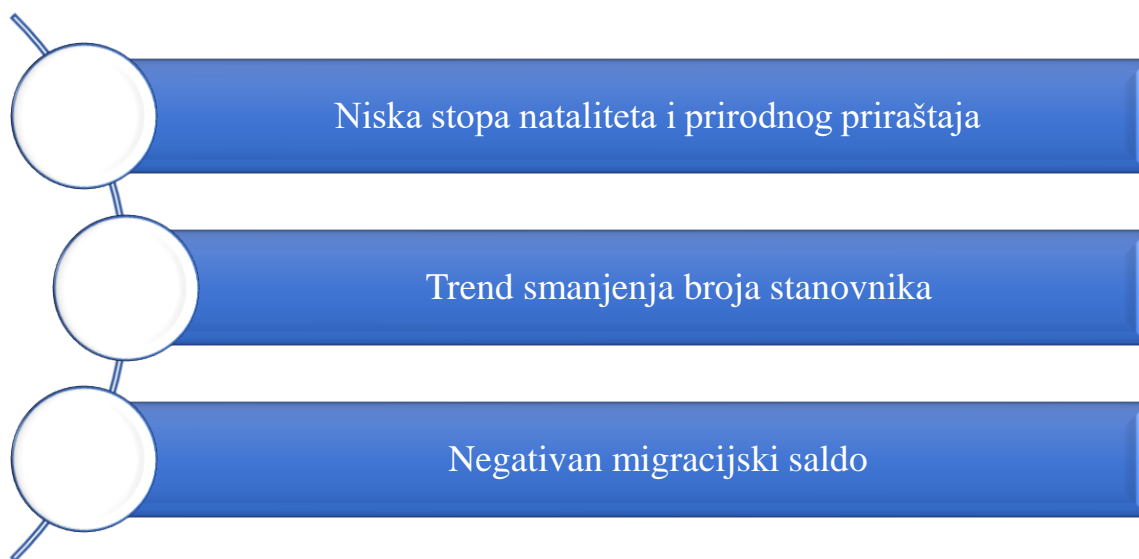 Niska stopa nataliteta i prirodnog priraštaja
Trend smanjenja broja stanovnika
Negativan migracijski saldo